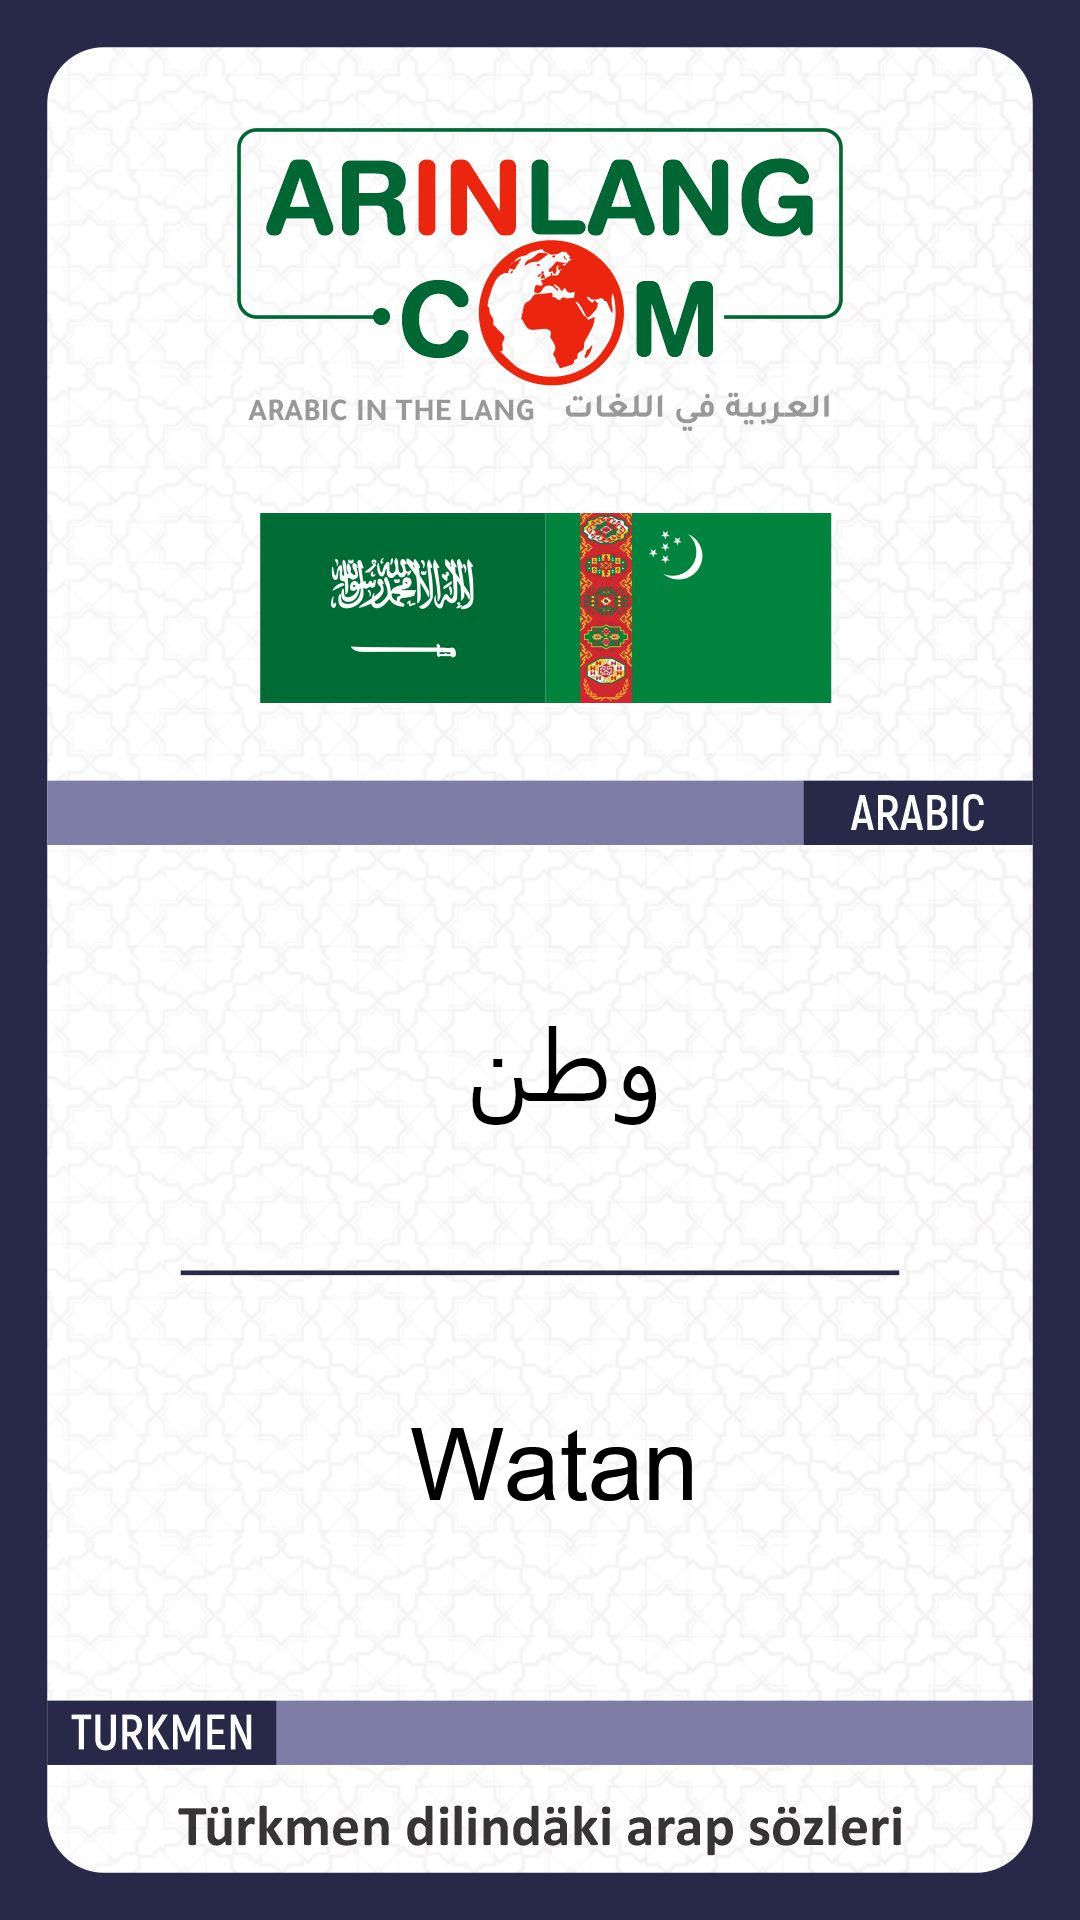 ARINLANG
.COM
ARABIC IN THE LANG العربية في اللغات
لا إله إلا الله محمد رسول الله
ARABIC
وطن
Watan
TURKMEN
Türkmen dilindäki arap sözleri